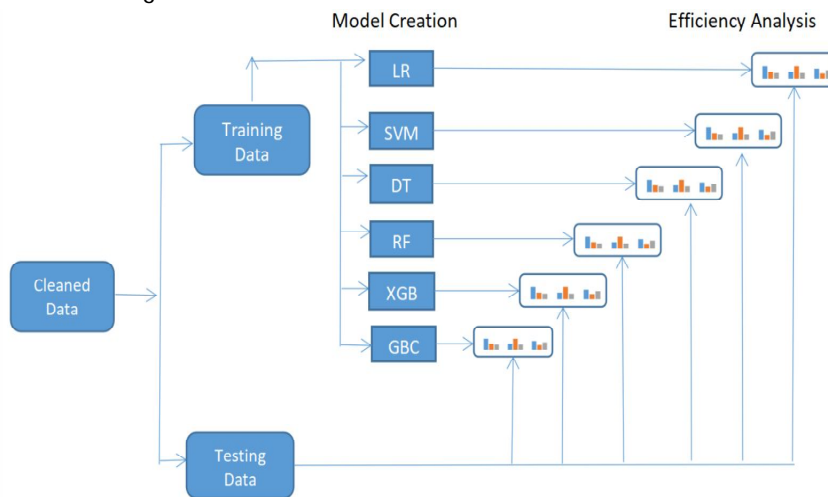 Model Creation
Efficiency Analysis
LR
Training
Data
SVM
DT
RF
Cleaned
Data
XGB
GBC
Testing
Data